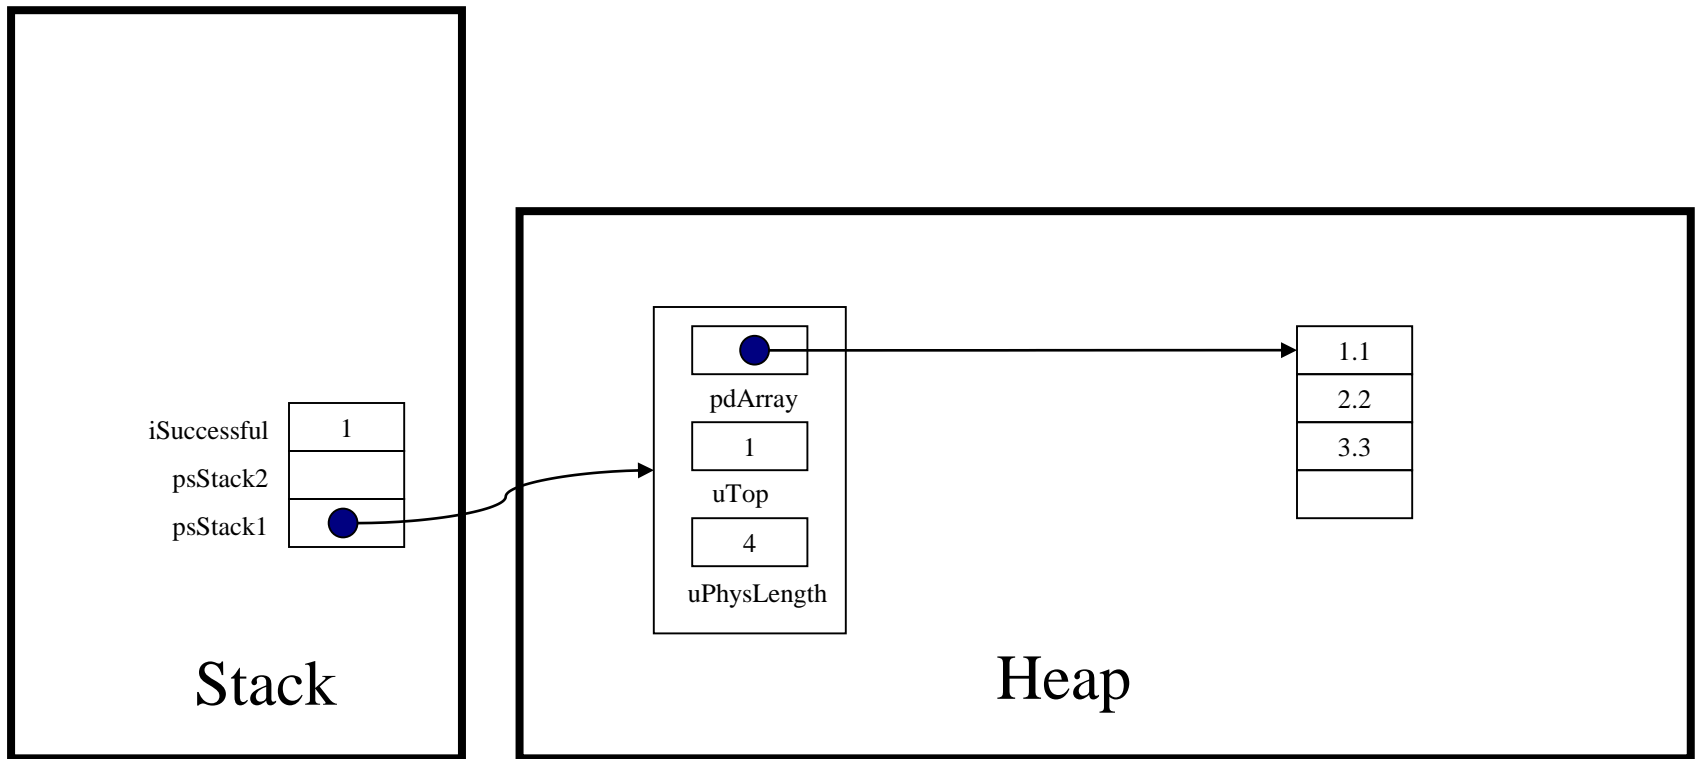 iSuccessful
1
psStack2
psStack1
Stack
pdArray
1
uTop
4
uPhysLength
1.1
2.2
3.3
Heap